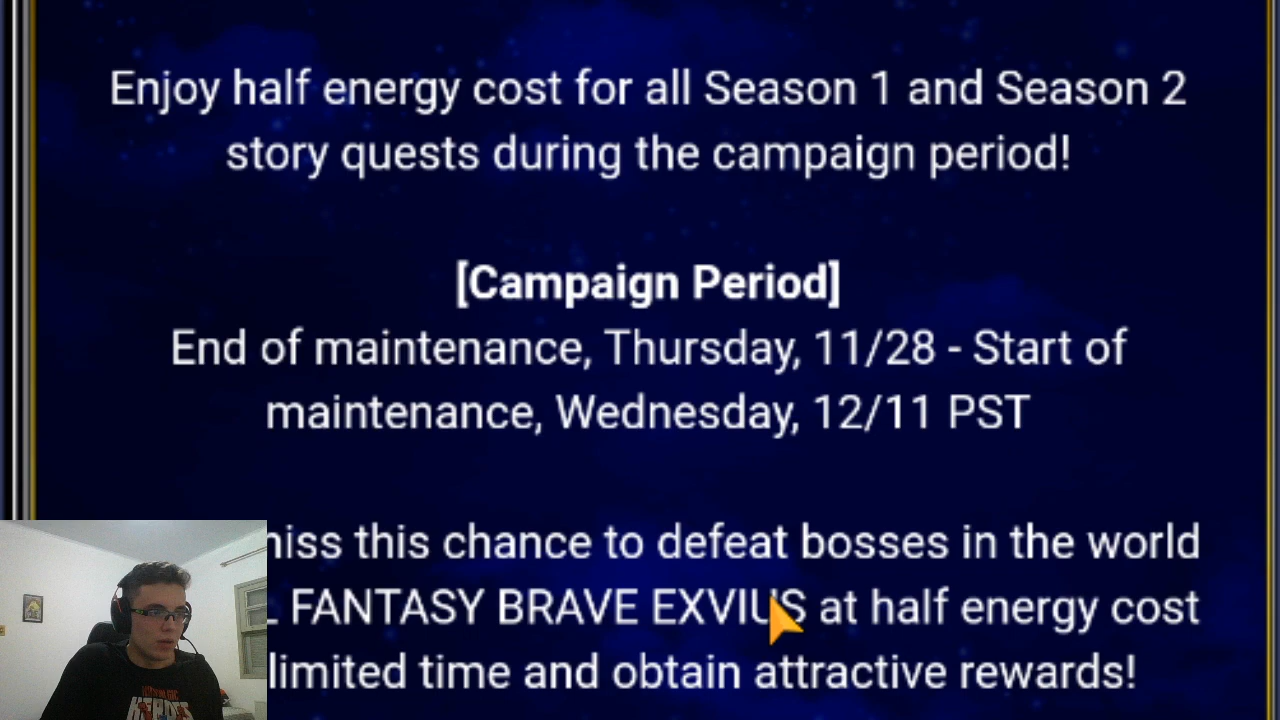 Enjoy half energy cost for all Season 1 and Season 2
story quests during the campaign period!
[Campaign Period]
End of maintenance, Thursday, 11/28 - Start of
maintenance, Wednesday, 12/11 PST
this chance to defeat bosses in the world
FANTASY BRAVE EXVIUS at half energy cost
limited time and obtain attractive rewards!
HEROES